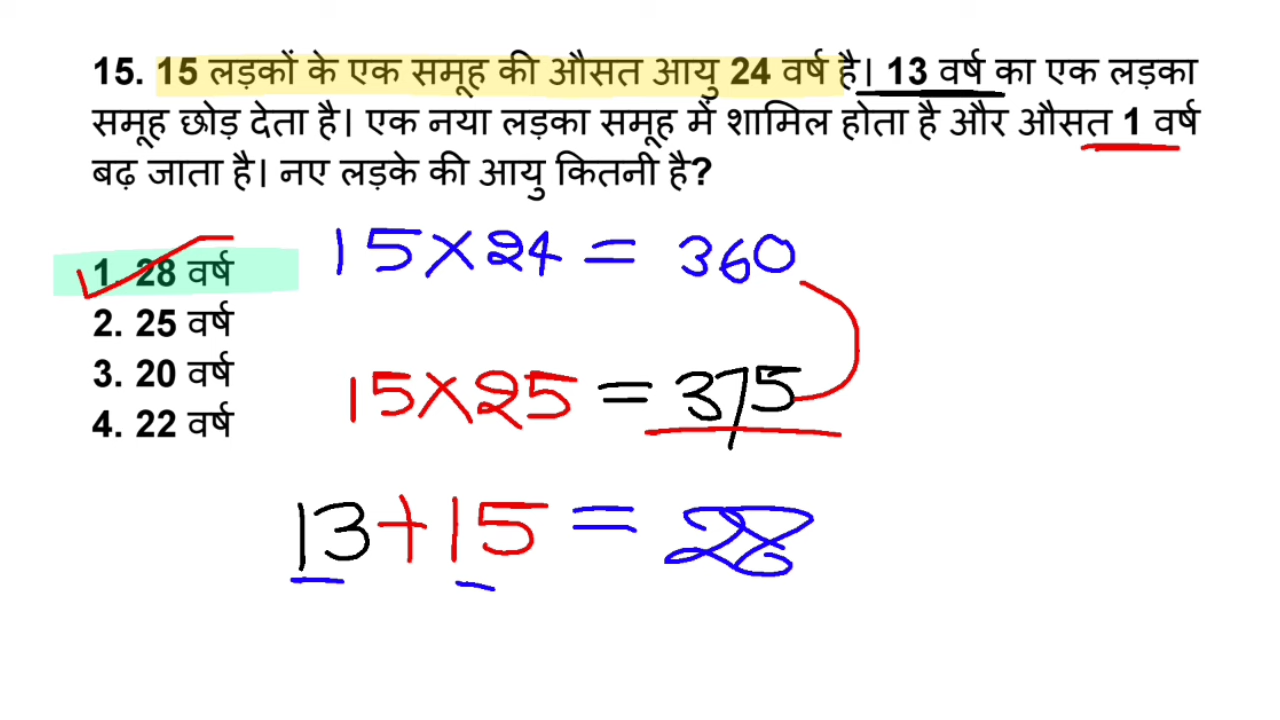 15. 15 लड़कों के एक समूह की औसत आयु 24 वर्ष है। 13 वर्ष का एक लड़का
समूह छोड़ देता है। एक नया लड़का समूह में शामिल होता है और औसत 1 वर्ष
बढ़ जाता है। नए लड़के की आयु कितनी है?
15 × 24 = 360
1. 28 वर्ष
2. 25 वर्ष
3. 20 वर्ष
15 × 25 = 375
4. 22 वर्ष
13 + 15 = 28